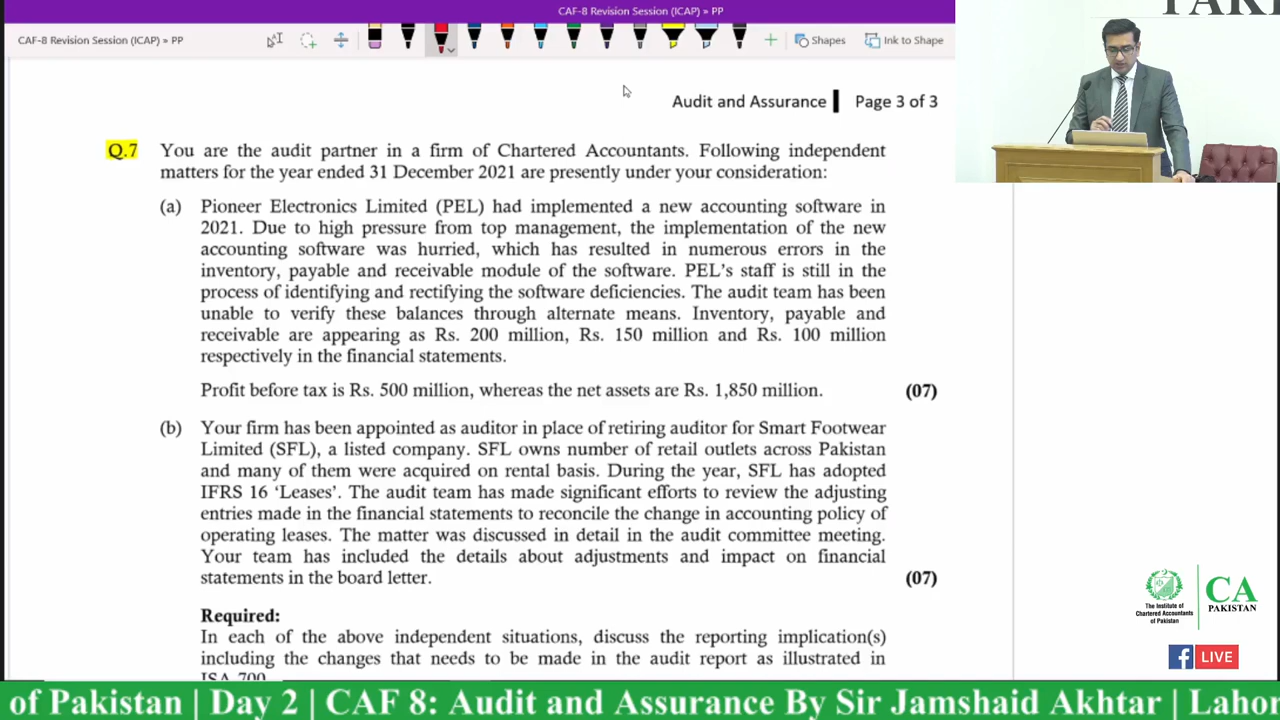 CAF-8 Revision Session (ICAP) » PP
CAF-8 Revision Session (ICAP) » PP
Shapes
Ink to Shape
Audit and Assurance | Page 3 of 3
Q.7 You are the audit partner in a firm of Chartered Accountants. Following independent
matters for the year ended 31 December 2021 are presently under your consideration:
(a) Pioneer Electronics Limited (PEL) had implemented a new accounting software in
2021. Due to high pressure from top management, the implementation of the new
accounting software was hurried, which has resulted in numerous errors in the
inventory, payable and receivable module of the software. PEL's staff is still in the
process of identifying and rectifying the software deficiencies. The audit team has been
unable to verify these balances through alternate means. Inventory, payable and
receivable are appearing as Rs. 200 million, Rs. 150 million and Rs. 100 million
respectively in the financial statements.
Profit before tax is Rs. 500 million, whereas the net assets are Rs. 1,850 million. (07)
(b) Your firm has been appointed as auditor in place of retiring auditor for Smart Footwear
Limited (SFL), a listed company. SFL owns number of retail outlets across Pakistan
and many of them were acquired on rental basis. During the year, SFL has adopted
IFRS 16 'Leases'. The audit team has made significant efforts to review the adjusting
entries made in the financial statements to reconcile the change in accounting policy of
operating leases. The matter was discussed in detail in the audit committee meeting.
Your team has included the details about adjustments and impact on financial
statements in the board letter. (07)
Required:
In each of the above independent situations, discuss the reporting implication(s)
including the changes that needs to be made in the audit report as illustrated in
ISA 700
The Institute of
Chartered Accountants
of Pakistan
CA
PAKISTAN
f LIVE
of Pakistan | Day 2 | CAF 8: Audit and Assurance By Sir Jamshaid Akhtar | Lahor